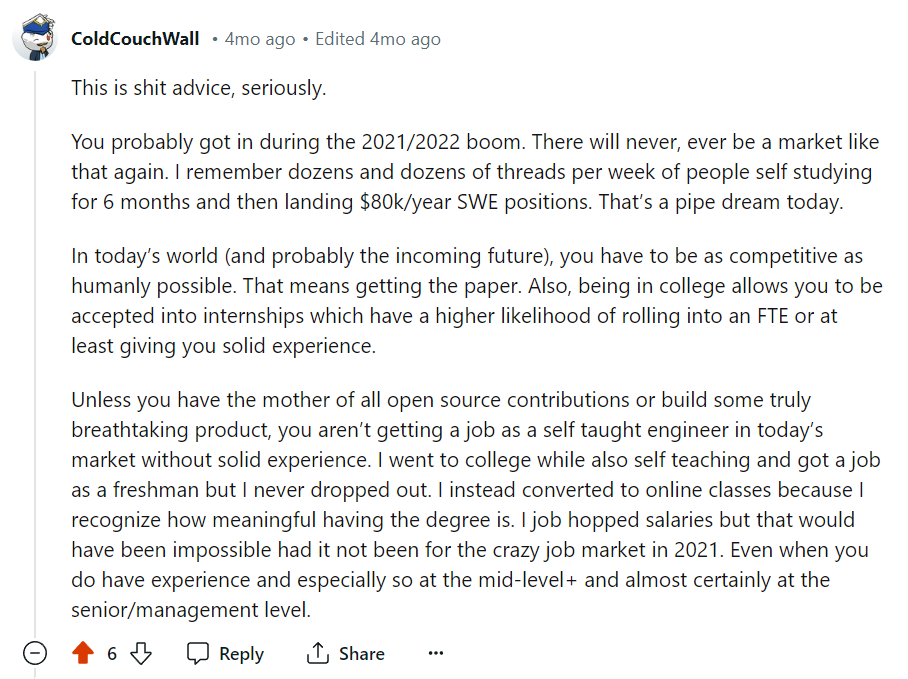 ColdCouchWall • 4mo ago • Edited 4mo ago
This is shit advice, seriously.
You probably got in during the 2021/2022 boom. There will never, ever be a market like
that again. I remember dozens and dozens of threads per week of people self studying
for 6 months and then landing $80k/year SWE positions. That’s a pipe dream today.
In today’s world (and probably the incoming future), you have to be as competitive as
humanly possible. That means getting the paper. Also, being in college allows you to be
accepted into internships which have a higher likelihood of rolling into an FTE or at
least giving you solid experience.
Unless you have the mother of all open source contributions or build some truly
breathtaking product, you aren’t getting a job as a self taught engineer in today’s
market without solid experience. I went to college while also self teaching and got a job
as a freshman but I never dropped out. I instead converted to online classes because I
recognize how meaningful having the degree is. I job hopped salaries but that would
have been impossible had it not been for the crazy job market in 2021. Even when you
do have experience and especially so at the mid-level+ and almost certainly at the
senior/management level.
6 Reply Share ···